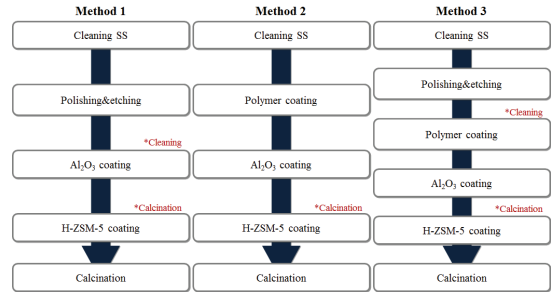 Method 1
Cleaning SS
Polishing&etching
*Cleaning
Al₂O₃ coating
*Calcination
H-ZSM-5 coating
Calcination
Method 2
Cleaning SS
Polymer coating
Al₂O₃ coating
*Calcination
H-ZSM-5 coating
Calcination
Method 3
Cleaning SS
Polishing&etching
*Cleaning
Polymer coating
Al₂O₃ coating
*Calcination
H-ZSM-5 coating
Calcination